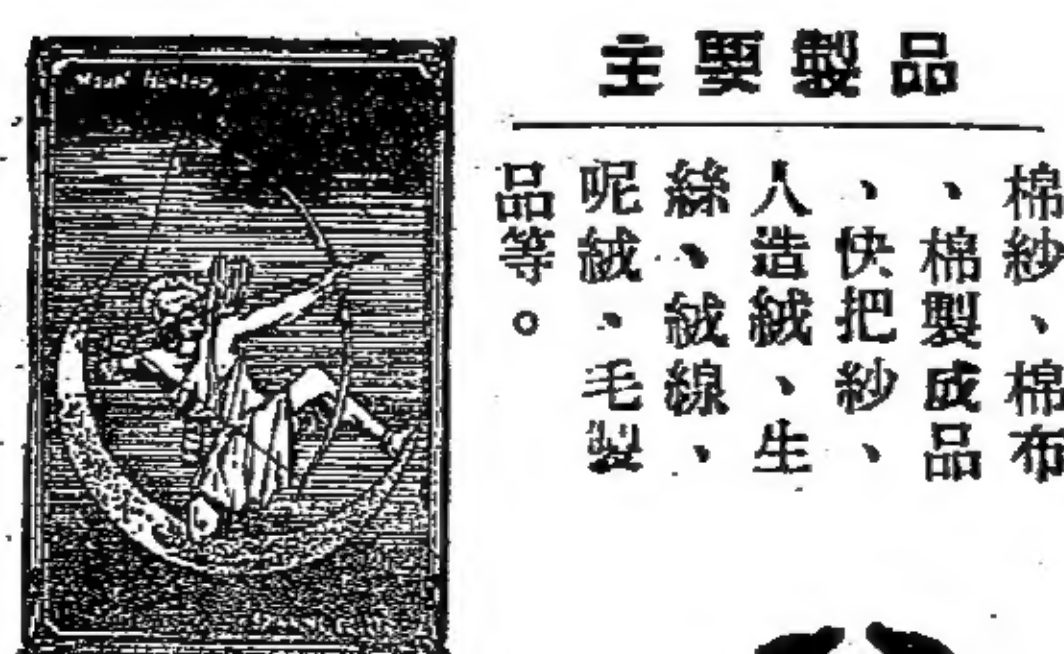 主要製品
棉紗、棉布
、棉製成品
、快把紗、
人造絨、生
絲、絨線、
呢絨、毛製
品等。